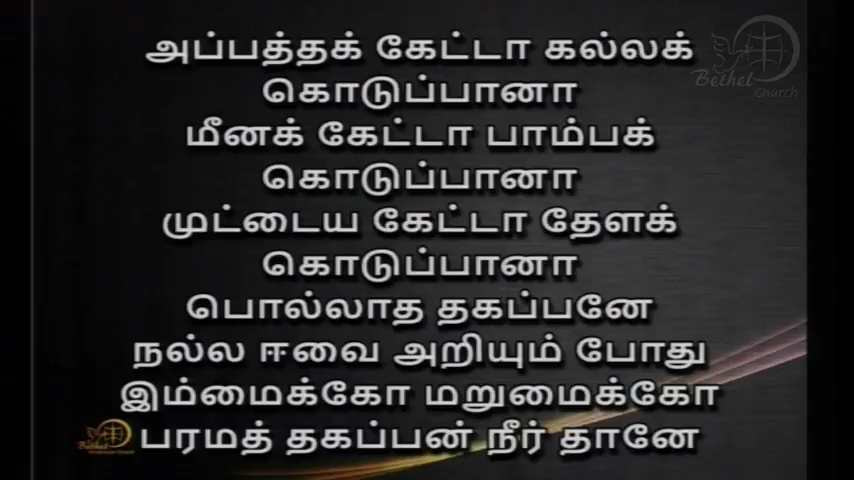 அப்பத்தக் கேட்டா கல்லக்
கொடுப்பானா
மீனக் கேட்டா பாம்பக்
கொடுப்பானா
முட்டைய கேட்டா தேளக்
கொடுப்பானா
பொல்லாத தகப்பனே
நல்ல ஈவை அறியும் போது
இம்மைக்கோ மறுமைக்கோ
பரமத் தகப்பன் நீர் தானே
Bethel
Church
Bethel